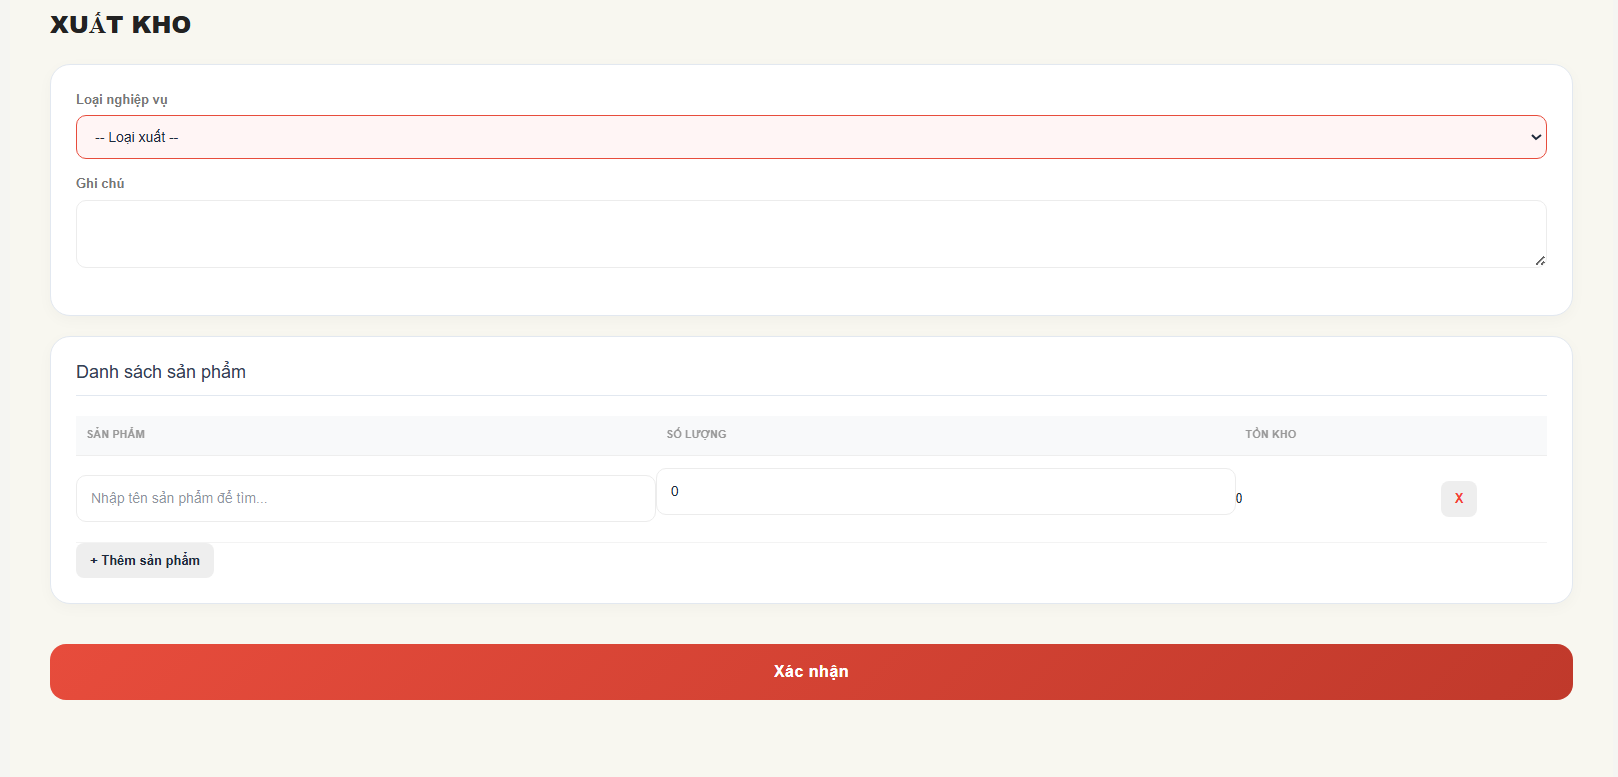 XUẤT KHO
Loại nghiệp vụ
-- Loại xuất --
Ghi chú
Danh sách sản phẩm
SẢN PHẨM SỐ LƯỢNG TỒN KHO
Nhập tên sản phẩm để tìm... 0 0 X
+ Thêm sản phẩm
Xác nhận